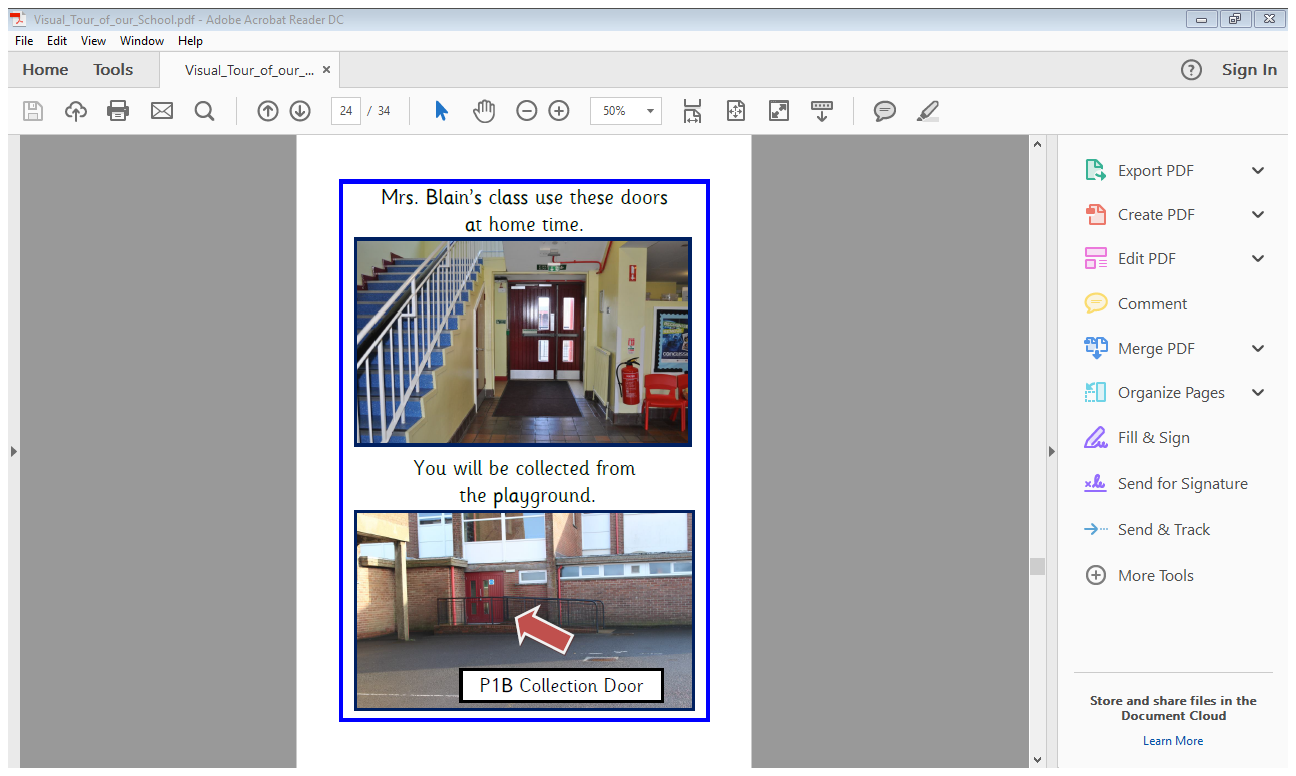 Visual_Tour_of_our_School.pdf - Adobe Acrobat Reader DC
File Edit View Window Help
Home Tools Visual_Tour_of_our_... × Sign In
24 / 34 50%
Mrs. Blain's class use these doors
at home time.
CONCUSSION
You will be collected from
the playground.
P1B Collection Door
Export PDF
Create PDF
Edit PDF
Comment
Merge PDF
Organize Pages
Fill & Sign
Send for Signature
Send & Track
More Tools
Store and share files in the
Document Cloud
Learn More